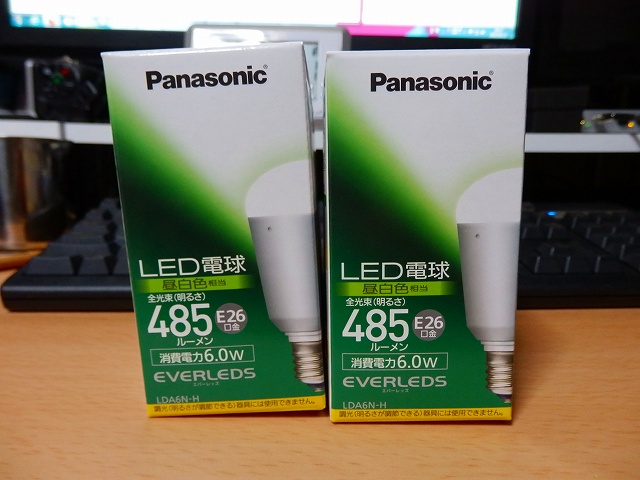 Panasonic
LED電球
昼白色相当
全光束(明るさ)
485
ルーメン
E26
口金
消費電力6.0W
EVERLEDS
エバーレッズ
LDA6N-H
調光(明るさが調節できる)器具には使用できません。
Panasonic
LED電球
昼白色相当
全光束(明るさ)
485
ルーメン
E26
口金
消費電力6.0W
EVERLEDS
エバーレッズ
LDA6N-H
調光(明るさが調節できる)器具には使用できません。